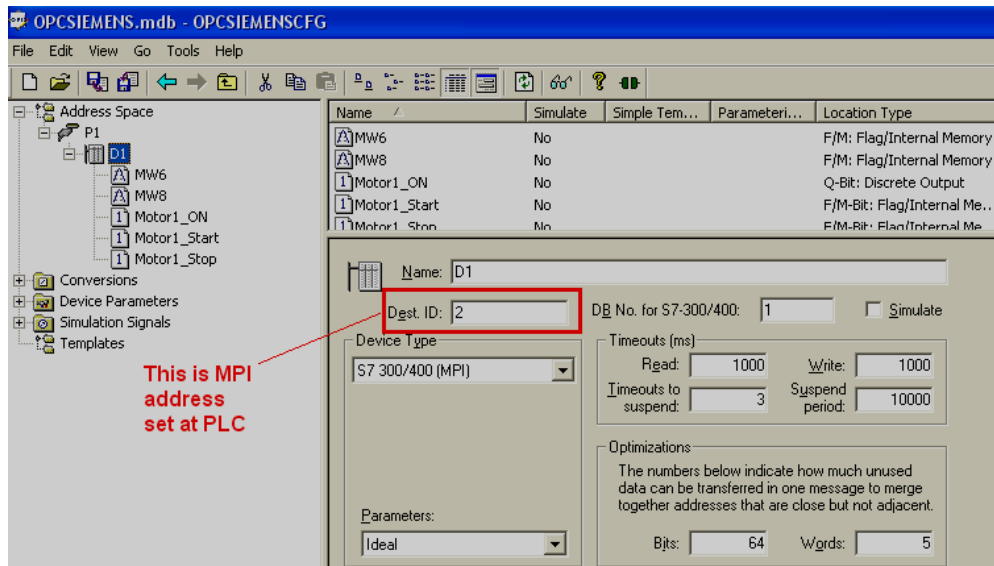 OPCSIEMENS.mdb - OPCSIEMENSCFG
File Edit View Go Tools Help
Address Space
P1
D1
MW6
MW8
Motor1_ON
Motor1_Start
Motor1_Stop
Conversions
Device Parameters
Simulation Signals
Templates
This is MPI
address
set at PLC
Name Simulate Simple Tem... Parameteri... Location Type
MW6 No F/M: Flag/Internal Memory
MW8 No F/M: Flag/Internal Memory
Motor1_ON No Q-Bit: Discrete Output
Motor1_Start No F/M-Bit: Flag/Internal Me...
Motor1_Stop No F/M-Bit: Flag/Internal Me
Name: D1
Dest. ID: 2 DB No. for S7-300/400: 1 Simulate
Device Type
S7 300/400 (MPI)
Parameters:
Ideal
Timeouts (ms)
Read: 1000 Write: 1000
Timeouts to suspend: 3 Suspend period: 10000
Optimizations
The numbers below indicate how much unused
data can be transferred in one message to merge
together addresses that are close but not adjacent.
Bits: 64 Words: 5